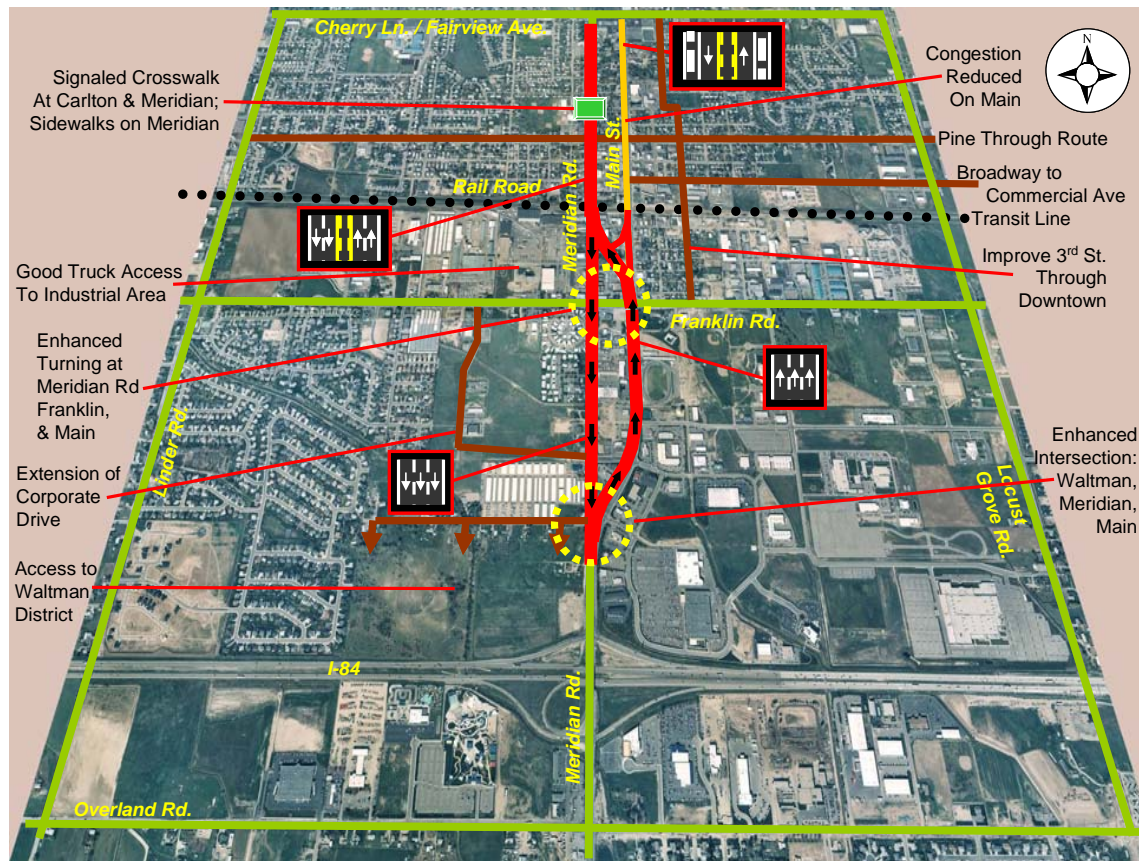 Cherry Ln. / Fairview Ave.
N
Signaled Crosswalk
At Carlton & Meridian;
Sidewalks on Meridian
Congestion
Reduced
On Main
Main St.
Pine Through Route
Meridian Rd.
Rail Road
Broadway to
Commercial Ave
Transit Line
Good Truck Access
To Industrial Area
Improve 3rd St.
Through
Downtown
Franklin Rd.
Enhanced
Turning at
Meridian Rd
Franklin,
& Main
Linder Rd.
Extension of
Corporate
Drive
Enhanced
Intersection:
Waltman,
Meridian,
Main
Locust
Grove Rd.
Access to
Waltman
District
I-84
Meridian Rd.
Overland Rd.